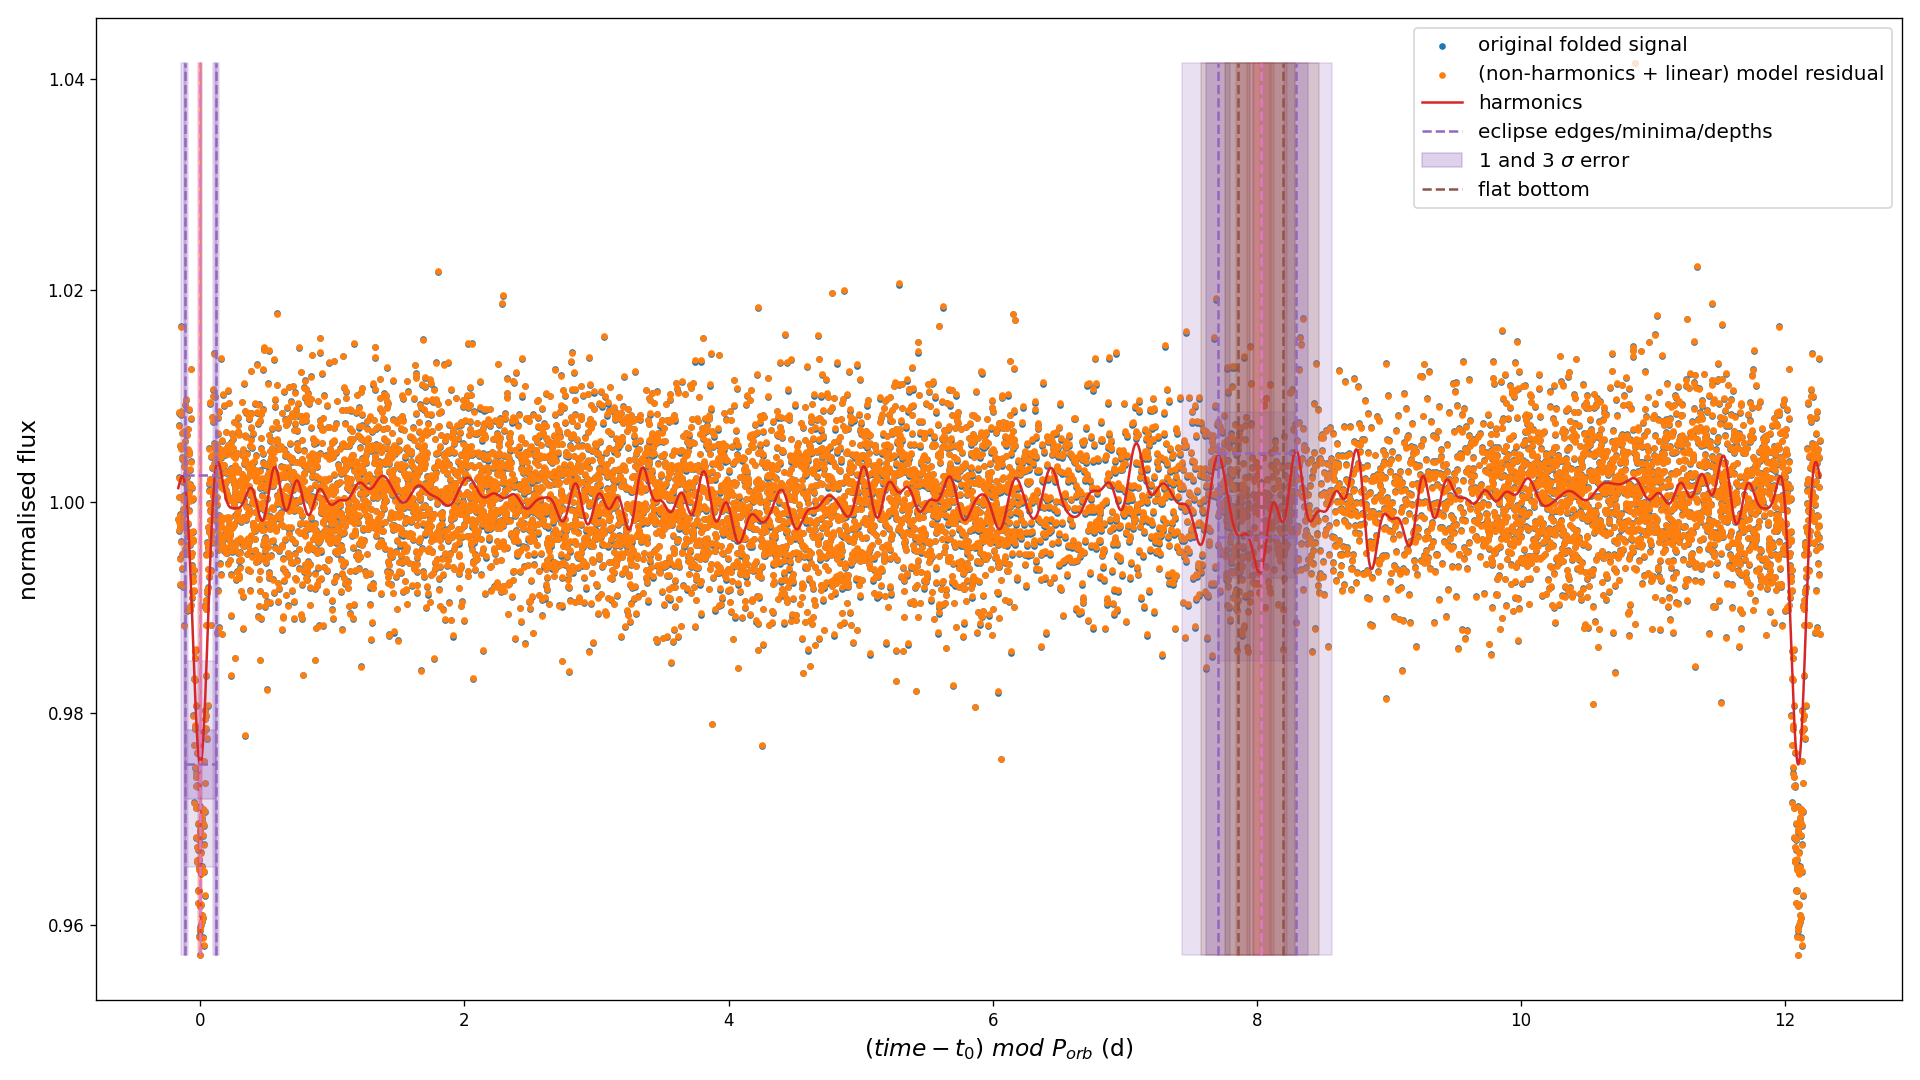 original folded signal
(non-harmonics + linear) model residual
harmonics
eclipse edges/minima/depths
1 and 3 σ error
flat bottom
1.04
1.02
1.00
0.98
0.96
normalised flux
0 2 4 6 8 10 12
(time − t₀) mod P_orb (d)